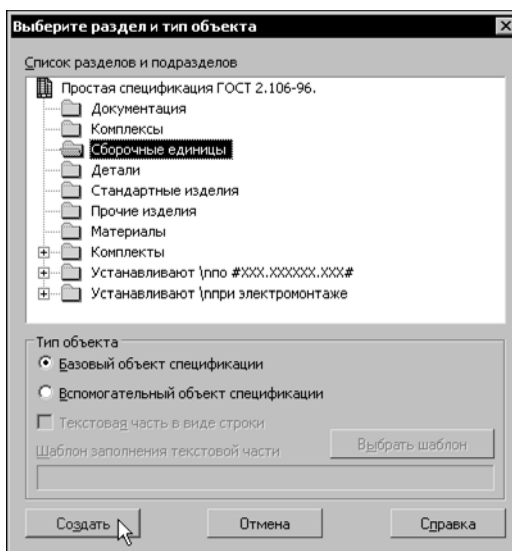 Выберите раздел и тип объекта
Список разделов и подразделов
Простая спецификация ГОСТ 2.106-96.
Документация
Комплексы
Сборочные единицы
Детали
Стандартные изделия
Прочие изделия
Материалы
Комплекты
Устанавливают \nпо #XXX.XXXXXX.XXX#
Устанавливают \nпри электромонтаже
Тип объекта
Базовый объект спецификации
Вспомогательный объект спецификации
Текстовая часть в виде строки
Шаблон заполнения текстовой части
Выбрать шаблон
Создать Отмена Справка